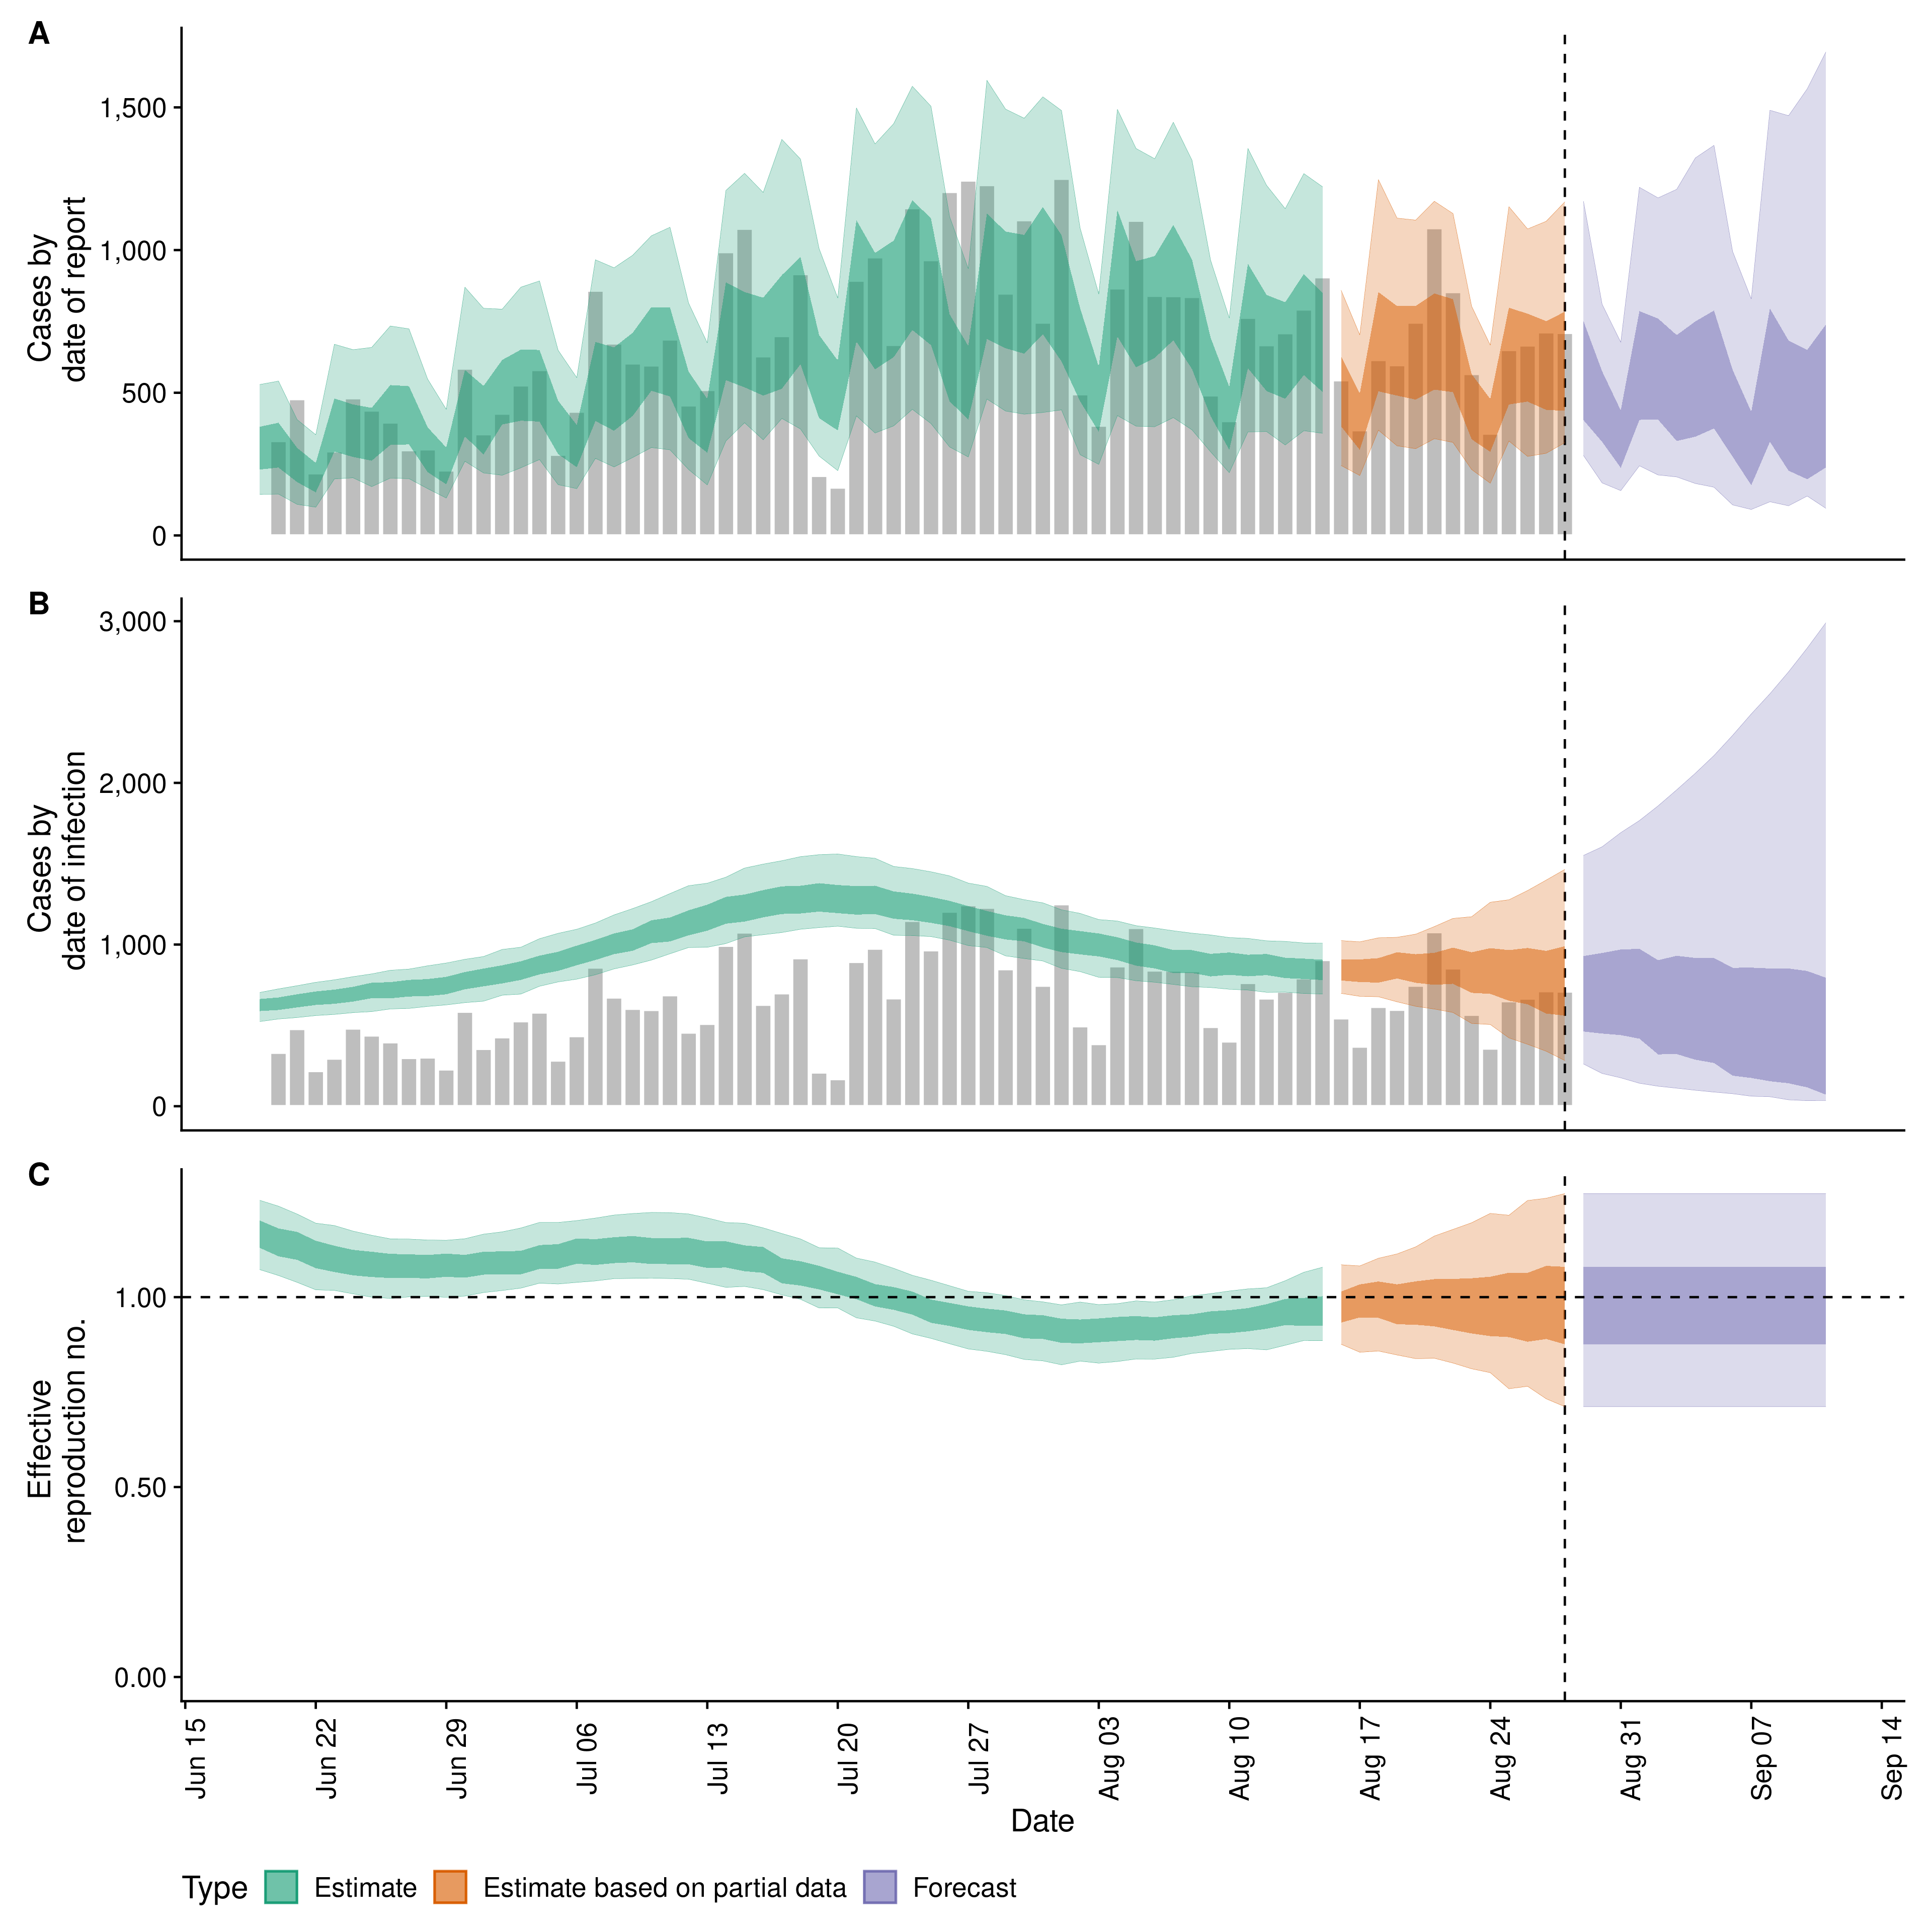 A
Cases by
date of report
1,500
1,000
500
0
B
Cases by
date of infection
3,000
2,000
1,000
0
C
Effective
reproduction no.
1.00
0.50
0.00
Jun 15
Jun 22
Jun 29
Jul 06
Jul 13
Jul 20
Jul 27
Aug 03
Aug 10
Aug 17
Aug 24
Aug 31
Sep 07
Sep 14
Date
Type Estimate Estimate based on partial data Forecast